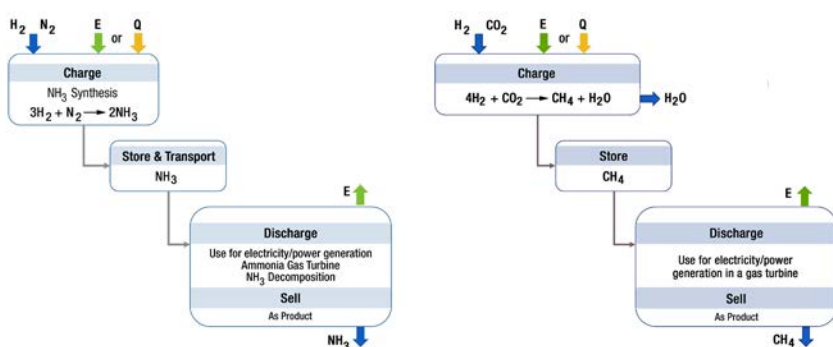 H₂ N₂ E or Q
Charge
NH₃ Synthesis
3H₂ + N₂ → 2NH₃
Store & Transport
NH₃
E
Discharge
Use for electricity/power generation
Ammonia Gas Turbine
NH₃ Decomposition
Sell
As Product
NH₃
H₂ CO₂ E or Q
Charge
4H₂ + CO₂ → CH₄ + H₂O
H₂O
Store
CH₄
E
Discharge
Use for electricity/power
generation in a gas turbine
Sell
As Product
CH₄